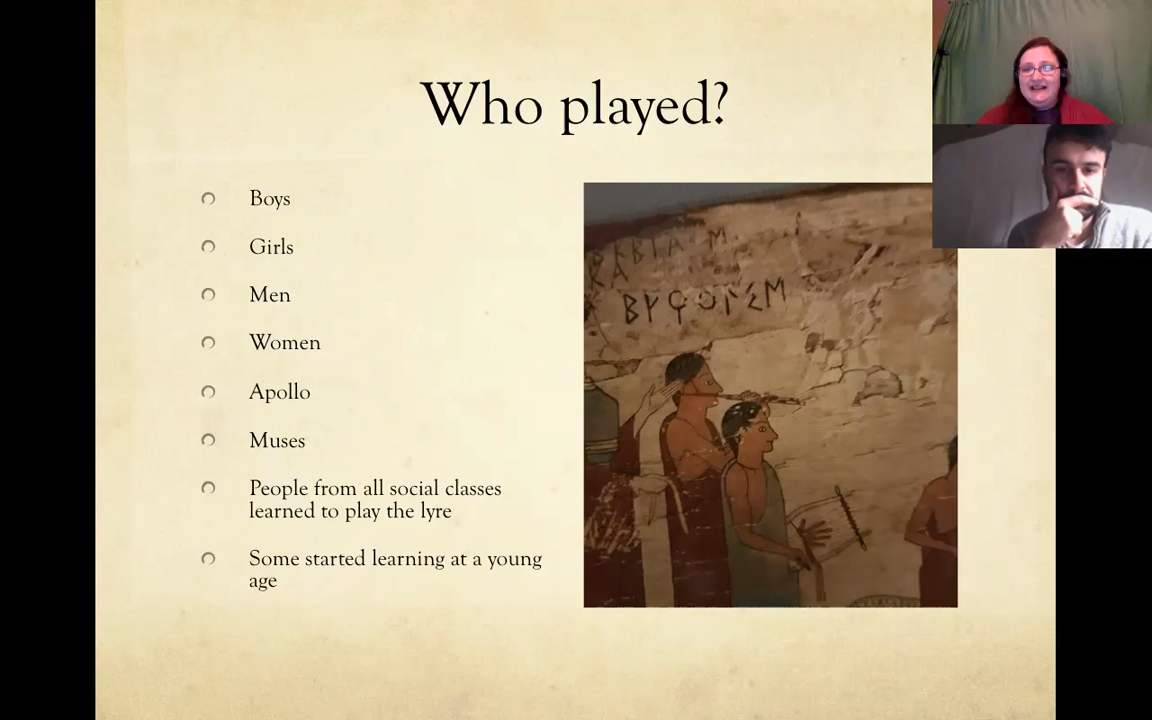 Who played?
Boys
Girls
Men
Women
Apollo
Muses
People from all social classes
learned to play the lyre
Some started learning at a young
age